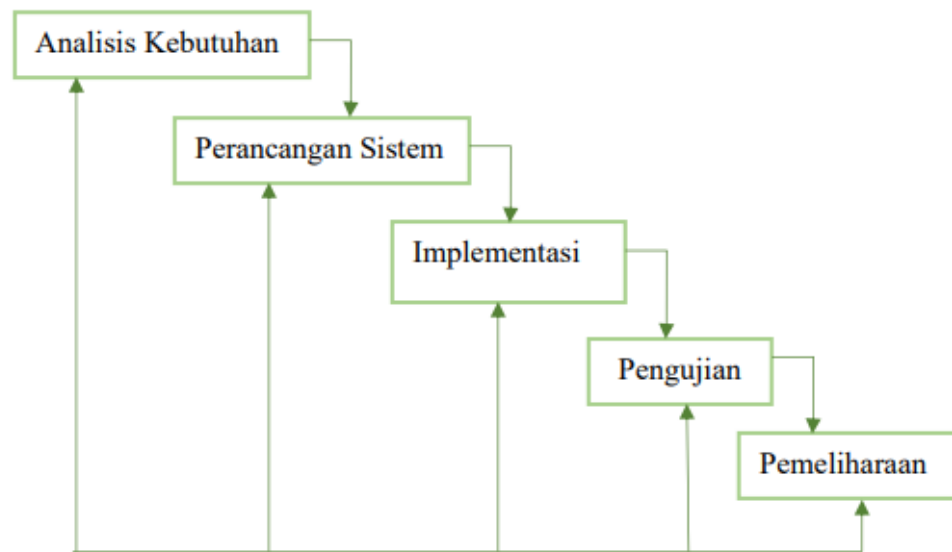 Analisis Kebutuhan
Perancangan Sistem
Implementasi
Pengujian
Pemeliharaan